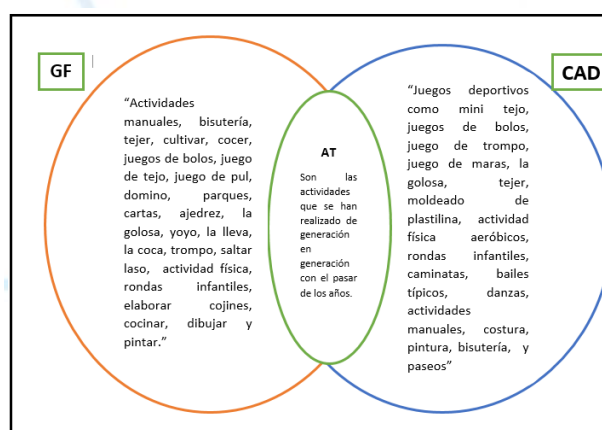 GF
CAD
“Actividades
manuales, bisutería,
tejer, cultivar, cocer,
juegos de bolos, juego
de tejo, juego de pul,
domino, parques,
cartas, ajedrez, la
golosa, yoyo, la lleva,
la coca, trompo, saltar
laso, actividad física,
rondas infantiles,
elaborar cojines,
cocinar, dibujar y
pintar.”
AT
Son las
actividades
que se han
realizado de
generación
en
generación
con el pasar
de los años.
“Juegos deportivos
como mini tejo,
juegos de bolos,
juego de trompo,
juego de maras, la
golosa, tejer,
moldeado de
plastilina, actividad
física aeróbicos,
rondas infantiles,
caminatas, bailes
típicos, danzas,
actividades
manuales, costura,
pintura, bisutería, y
paseos”